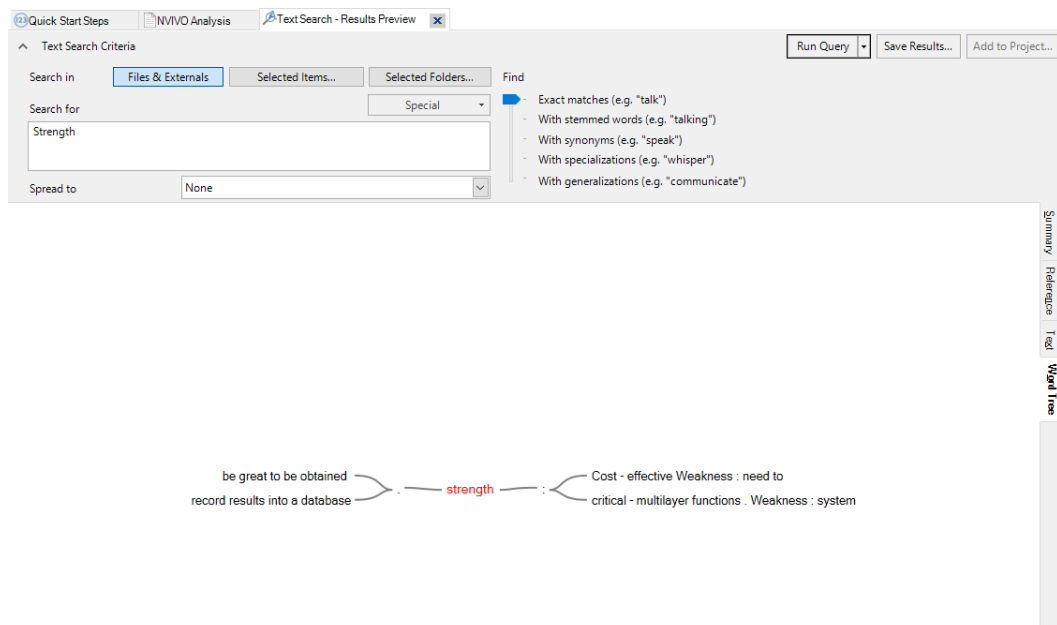 Quick Start Steps NVIVO Analysis Text Search - Results Preview
Text Search Criteria Run Query Save Results... Add to Project...
Search in Files & Externals Selected Items... Selected Folders... Find
Search for Special
Exact matches (e.g. "talk")
Strength
With stemmed words (e.g. "talking")
With synonyms (e.g. "speak")
With specializations (e.g. "whisper")
With generalizations (e.g. "communicate")
Spread to None
Summary
Reference
Text
Word Tree
be great to be obtained
record results into a database
. strength :
Cost - effective Weakness : need to
critical - multilayer functions . Weakness : system